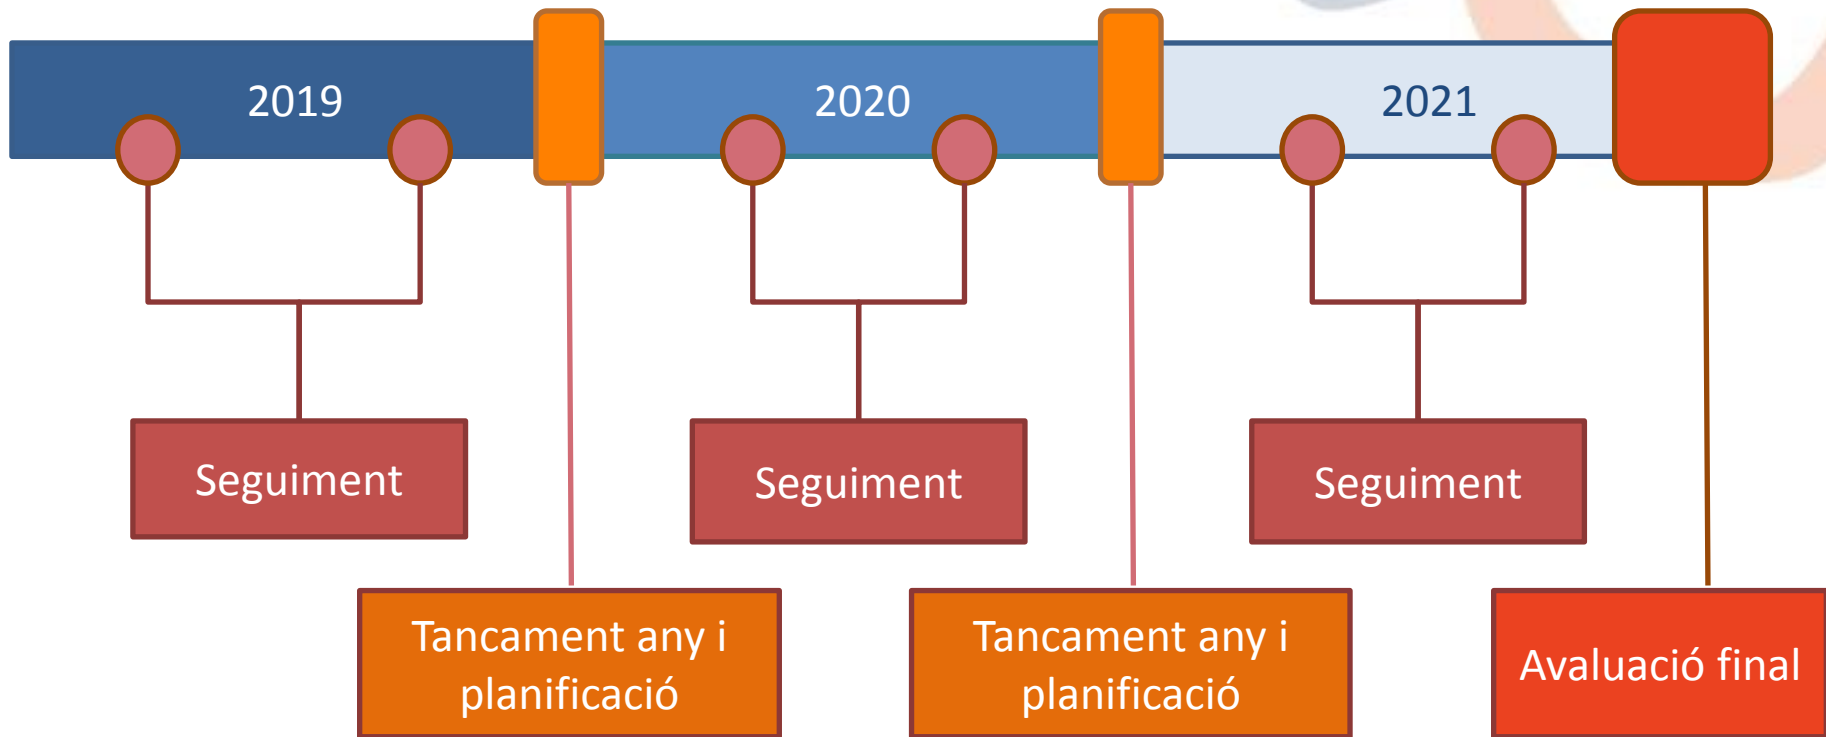 2019
2020
2021
Seguiment
Seguiment
Seguiment
Tancament any i
planificació
Tancament any i
planificació
Avaluació final